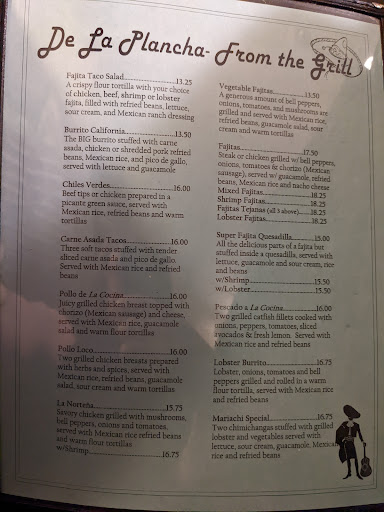 De La Plancha- From the Grill
Fajita Taco Salad 13.25
A crispy flour tortilla with your choice
of chicken, beef, shrimp or lobster
fajita, filled with refried beans, lettuce,
sour cream, and Mexican ranch dressing
Burrito California 13.50
The BIG burrito stuffed with carne
asada, chicken or shredded pork refried
beans, Mexican rice, and pico de gallo,
served with lettuce and guacamole
Chiles Verdes 16.00
Beef tips or chicken prepared in a
picante green sauce, served with
Mexican rice, refried beans and warm
tortillas
Carne Asada Tacos 16.00
Three soft tacos stuffed with tender
sliced carne asada and pico de gallo.
Served with Mexican rice and refried
beans
Pollo de La Cocina 16.00
Juicy grilled chicken breast topped with
chorizo (Mexican sausage) and cheese,
served with Mexican rice, guacamole
salad and warm flour tortillas
Pollo Loco 16.00
Two grilled chicken breasts prepared
with herbs and spices, served with
Mexican rice, refried beans, guacamole
salad, sour cream and warm tortillas
La Norteña 15.75
Savory chicken grilled with mushrooms,
bell peppers, onions and tomatoes,
served with Mexican rice refried beans
and warm flour tortillas
w/Shrimp 16.75
Vegetable Fajitas 13.50
A generous amount of bell peppers,
onions, tomatoes, and mushrooms are
grilled and served with Mexican rice,
refried beans, guacamole salad, sour
cream and warm tortillas
Fajitas 17.50
Steak or chicken grilled w/ bell peppers,
onions, tomatoes & chorizo (Mexican
sausage), served w/ guacamole, refried
beans, Mexican rice and nacho cheese
Mixed Fajitas 18.25
Shrimp Fajitas 18.25
Fajitas Tejanas (all 3 above) 18.25
Lobster Fajitas 18.25
Super Fajita Quesadilla 13.00
All the delicious parts of a fajita but
stuffed inside a quesadilla, served with
lettuce, guacamole and sour cream, rice
and beans
w/Shrimp 15.50
w/Lobster 15.50
Pescado a La Cocina 16.00
Two grilled catfish fillets cooked with
onions, peppers, tomatoes, sliced
avocados & fresh lemon. Served with
Mexican rice and refried beans
Lobster Burrito 16.75
Lobster, onions, tomatoes and bell
peppers grilled and rolled in a warm
flour tortilla, served with Mexican rice
and refried beans
Mariachi Special 16.75
Two chimichangas stuffed with grilled
lobster and vegetables served with
lettuce, sour cream, guacamole, Mexican
rice and refried beans